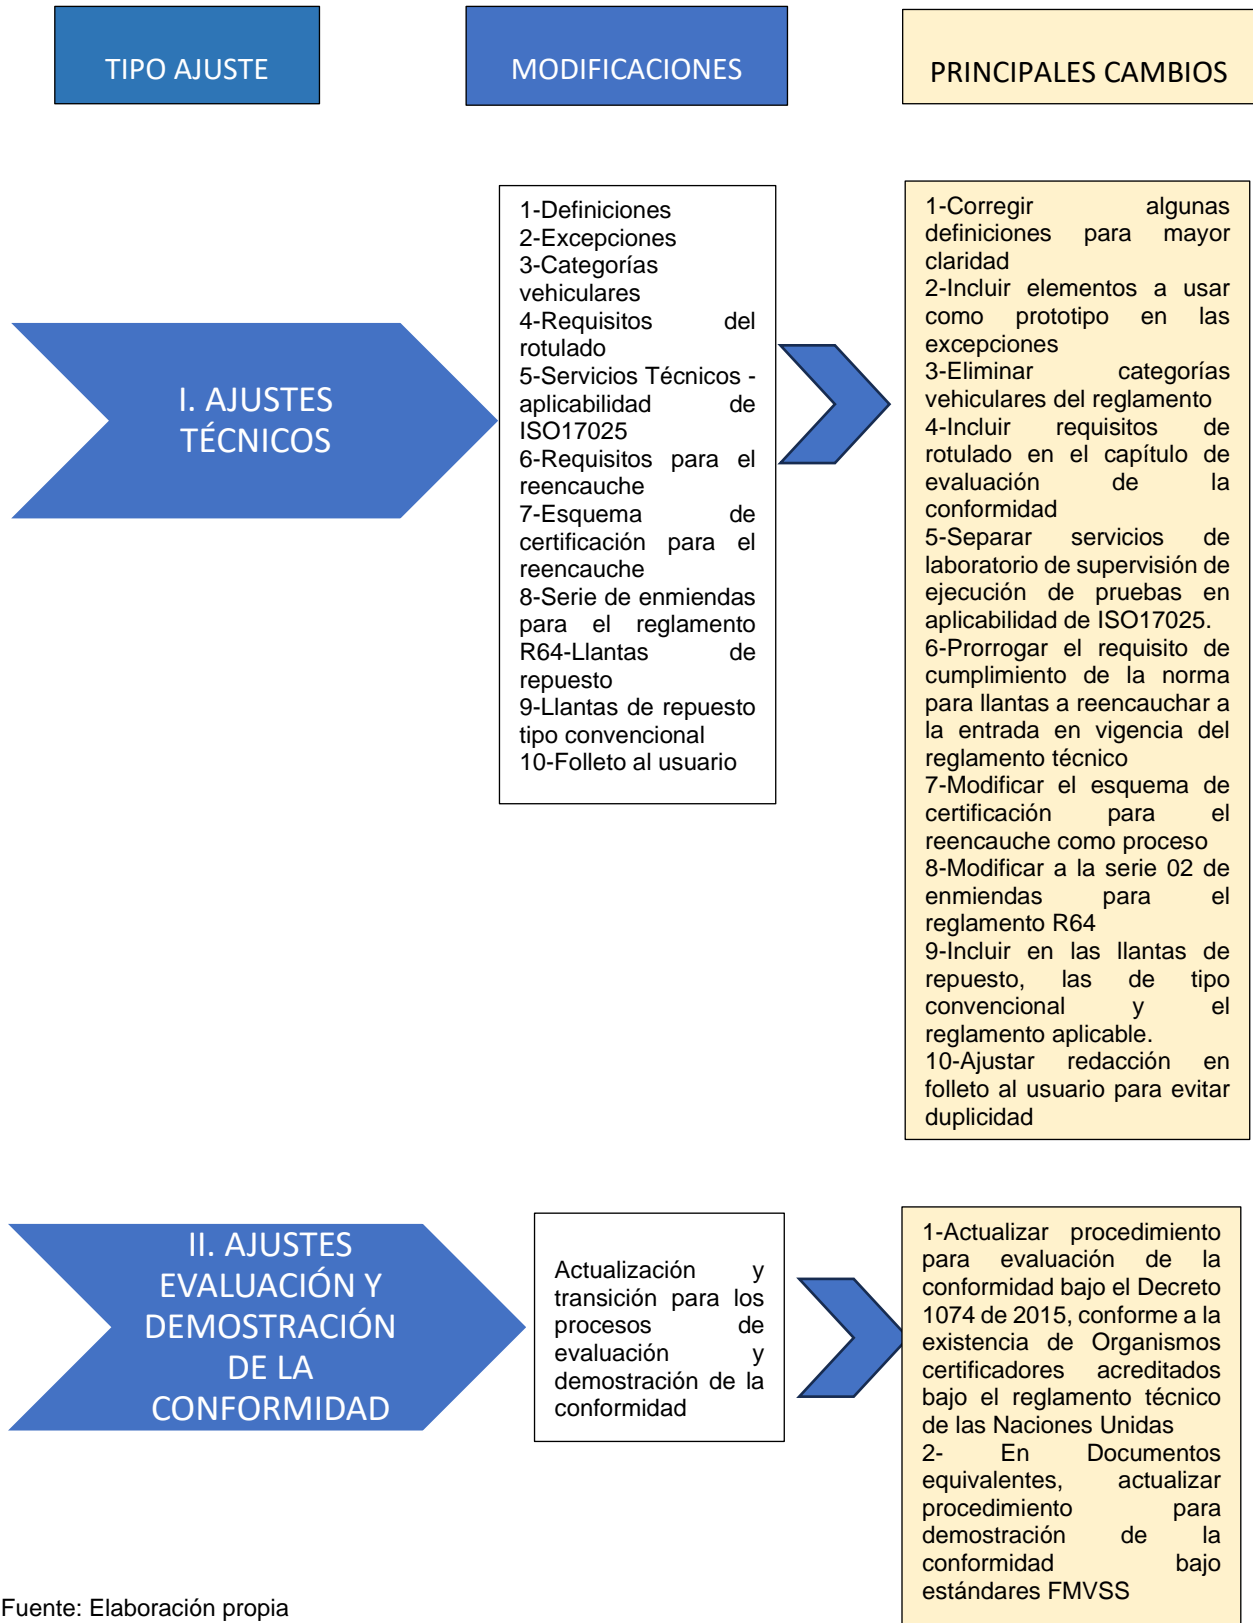 TIPO AJUSTE
MODIFICACIONES
PRINCIPALES CAMBIOS
I. AJUSTES
TÉCNICOS
1-Definiciones
2-Excepciones
3-Categorías
vehiculares
4-Requisitos del
rotulado
5-Servicios Técnicos -
aplicabilidad de
ISO17025
6-Requisitos para el
reencauche
7-Esquema de
certificación para el
reencauche
8-Serie de enmiendas
para el reglamento
R64-Llantas de
repuesto
9-Llantas de repuesto
tipo convencional
10-Folleto al usuario
1-Corregir algunas
definiciones para mayor
claridad
2-Incluir elementos a usar
como prototipo en las
excepciones
3-Eliminar categorías
vehiculares del reglamento
4-Incluir requisitos de
rotulado en el capítulo de
evaluación de la
conformidad
5-Separar servicios de
laboratorio de supervisión de
ejecución de pruebas en
aplicabilidad de ISO17025.
6-Prorrogar el requisito de
cumplimiento de la norma
para llantas a reencauchar a
la entrada en vigencia del
reglamento técnico
7-Modificar el esquema de
certificación para el
reencauche como proceso
8-Modificar a la serie 02 de
enmiendas para el
reglamento R64
9-Incluir en las llantas de
repuesto, las de tipo
convencional y el
reglamento aplicable.
10-Ajustar redacción en
folleto al usuario para evitar
duplicidad
II. AJUSTES
EVALUACIÓN Y
DEMOSTRACIÓN
DE LA
CONFORMIDAD
Actualización y
transición para los
procesos de
evaluación y
demostración de la
conformidad
1-Actualizar procedimiento
para evaluación de la
conformidad bajo el Decreto
1074 de 2015, conforme a la
existencia de Organismos
certificadores acreditados
bajo el reglamento técnico
de las Naciones Unidas
2- En Documentos
equivalentes, actualizar
procedimiento para
demostración de la
conformidad bajo
estándares FMVSS
Fuente: Elaboración propia